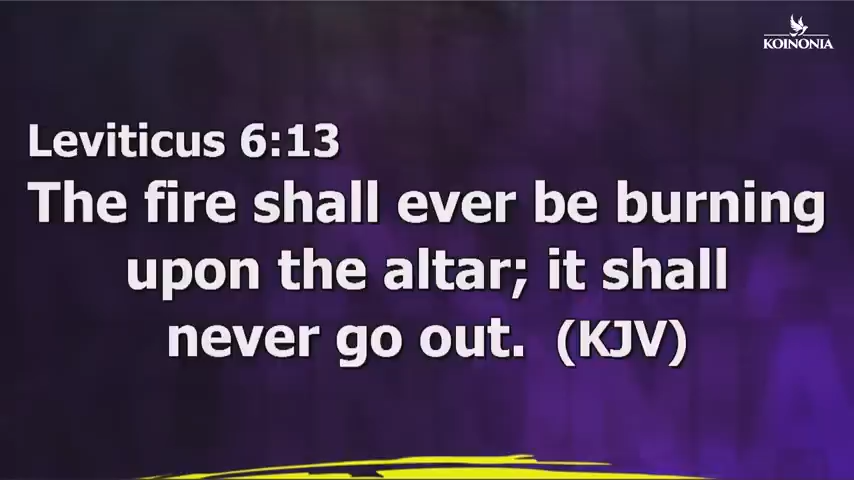 KOINONIA
Leviticus 6:13
The fire shall ever be burning
upon the altar; it shall
never go out. (KJV)